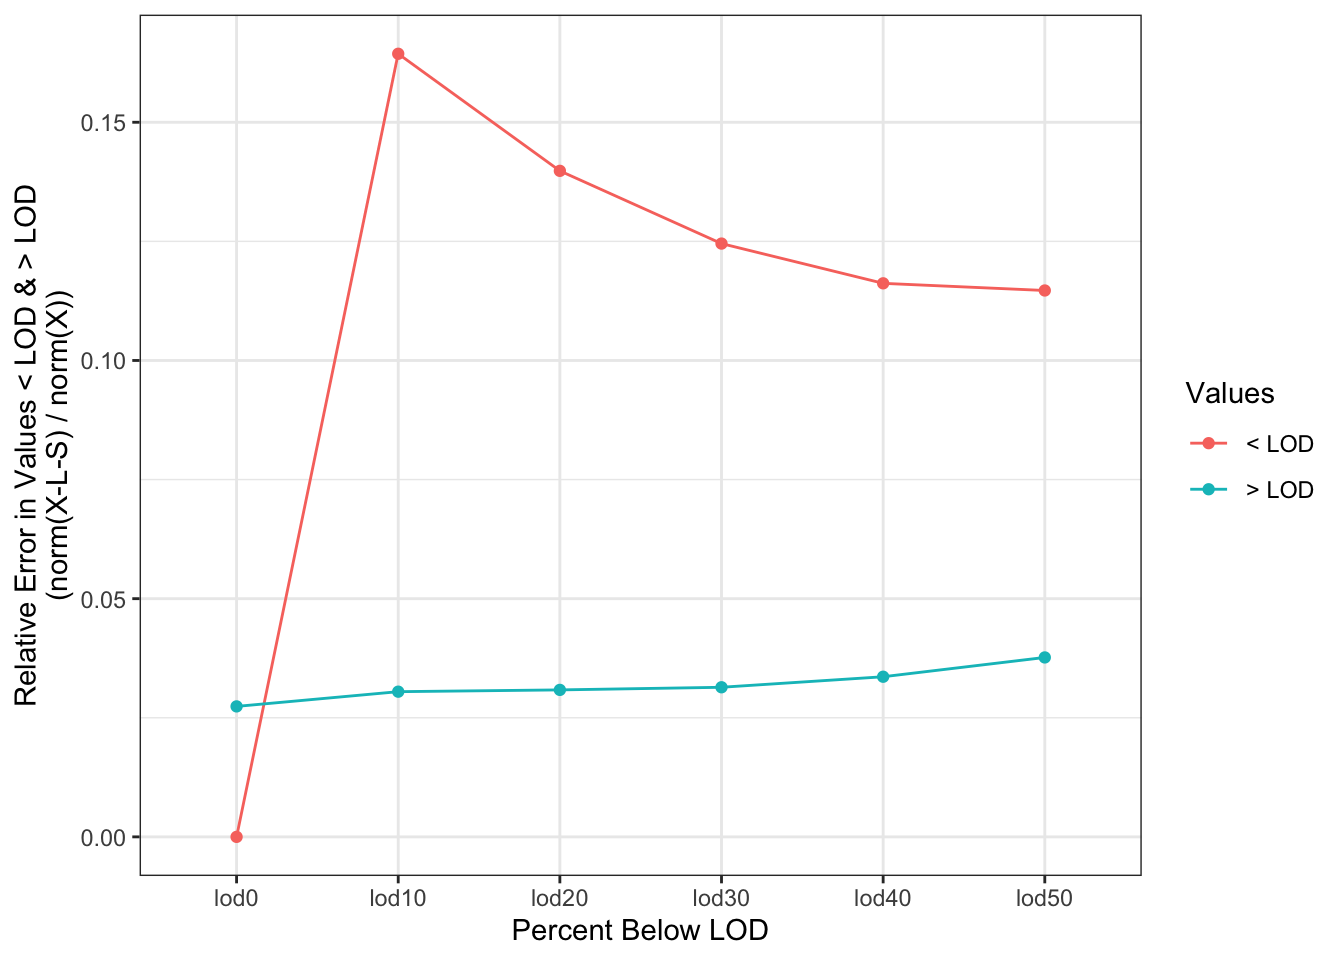 Relative Error in Values < LOD & > LOD
(norm(X-L-S) / norm(X))
0.15
0.10
0.05
0.00
lod0
lod10
lod20
lod30
lod40
lod50
Percent Below LOD
Values
< LOD
> LOD